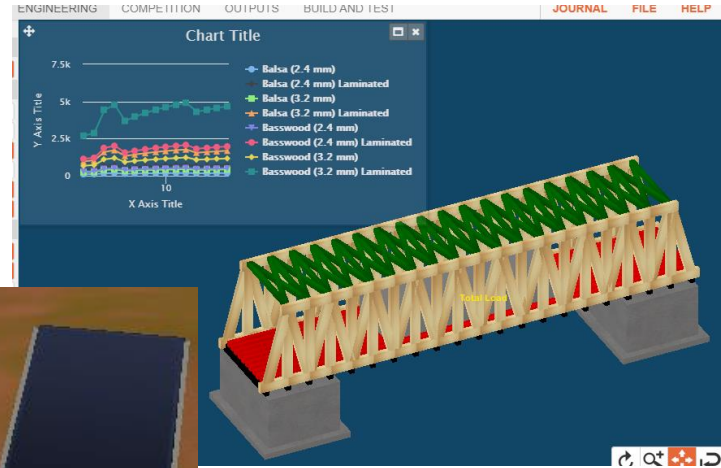 ENGINEERING COMPETITION OUTPUTS BUILD AND TEST JOURNAL FILE HELP
Chart Title
7.5k
5k
2.5k
0
Y Axis Title
10
X Axis Title
Balsa (2.4 mm)
Balsa (2.4 mm) Laminated
Balsa (3.2 mm)
Balsa (3.2 mm) Laminated
Basswood (2.4 mm)
Basswood (2.4 mm) Laminated
Basswood (3.2 mm)
Basswood (3.2 mm) Laminated
Total Load